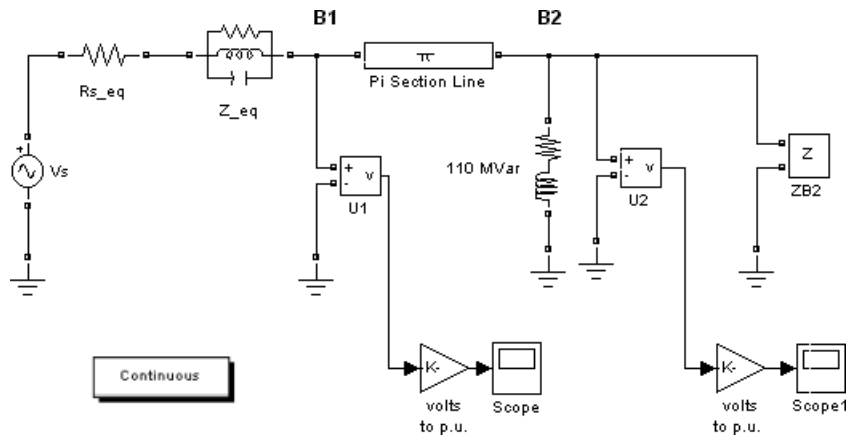 B1
B2
π
Pi Section Line
Rs_eq
Z_eq
+
Vs
+
-
v
U1
110 MVar
+
-
v
U2
Z
ZB2
Continuous
K-
volts
to p.u.
Scope
K-
volts
to p.u.
Scope1